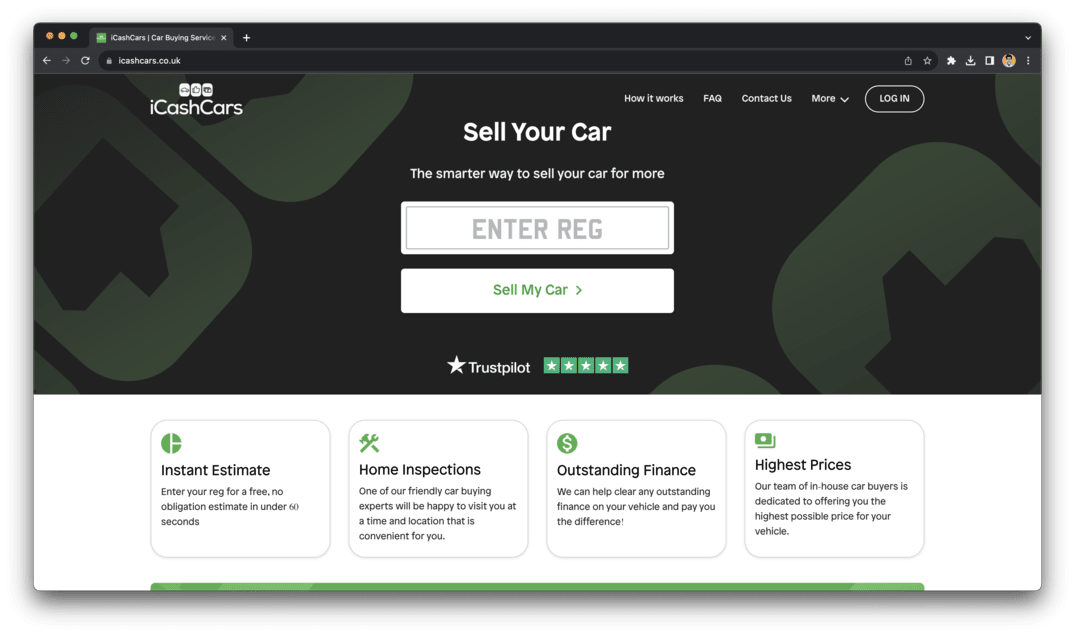 iCashCars | Car Buying Service
icashcars.co.uk
iCashCars
How it works
FAQ
Contact Us
More
LOG IN
Sell Your Car
The smarter way to sell your car for more
ENTER REG
Sell My Car
Trustpilot
Instant Estimate
Enter your reg for a free, no
obligation estimate in under 60
seconds
Home Inspections
One of our friendly car buying
experts will be happy to visit you at
a time and location that is
convenient for you.
Outstanding Finance
We can help clear any outstanding
finance on your vehicle and pay you
the difference!
Highest Prices
Our team of in-house car buyers is
dedicated to offering you the
highest possible price for your
vehicle.